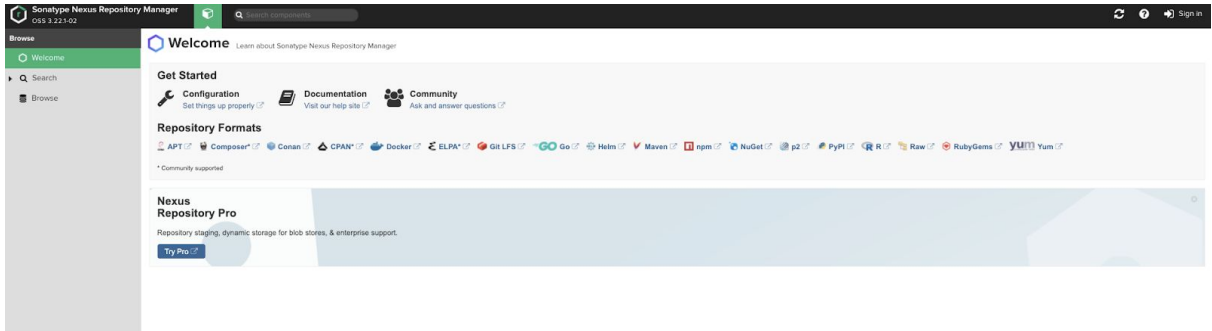 Sonatype Nexus Repository Manager
OSS 3.22.1-02
Search components
Sign in
Browse
Welcome
Search
Browse
Welcome Learn about Sonatype Nexus Repository Manager
Get Started
Configuration
Set things up properly
Documentation
Visit our help site
Community
Ask and answer questions
Repository Formats
APT Composer* Conan CPAN* Docker ELPA* Git LFS GO Go Helm Maven npm NuGet p2 PyPI R Raw RubyGems yum Yum
* Community supported
Nexus
Repository Pro
Repository staging, dynamic storage for blob stores, & enterprise support.
Try Pro